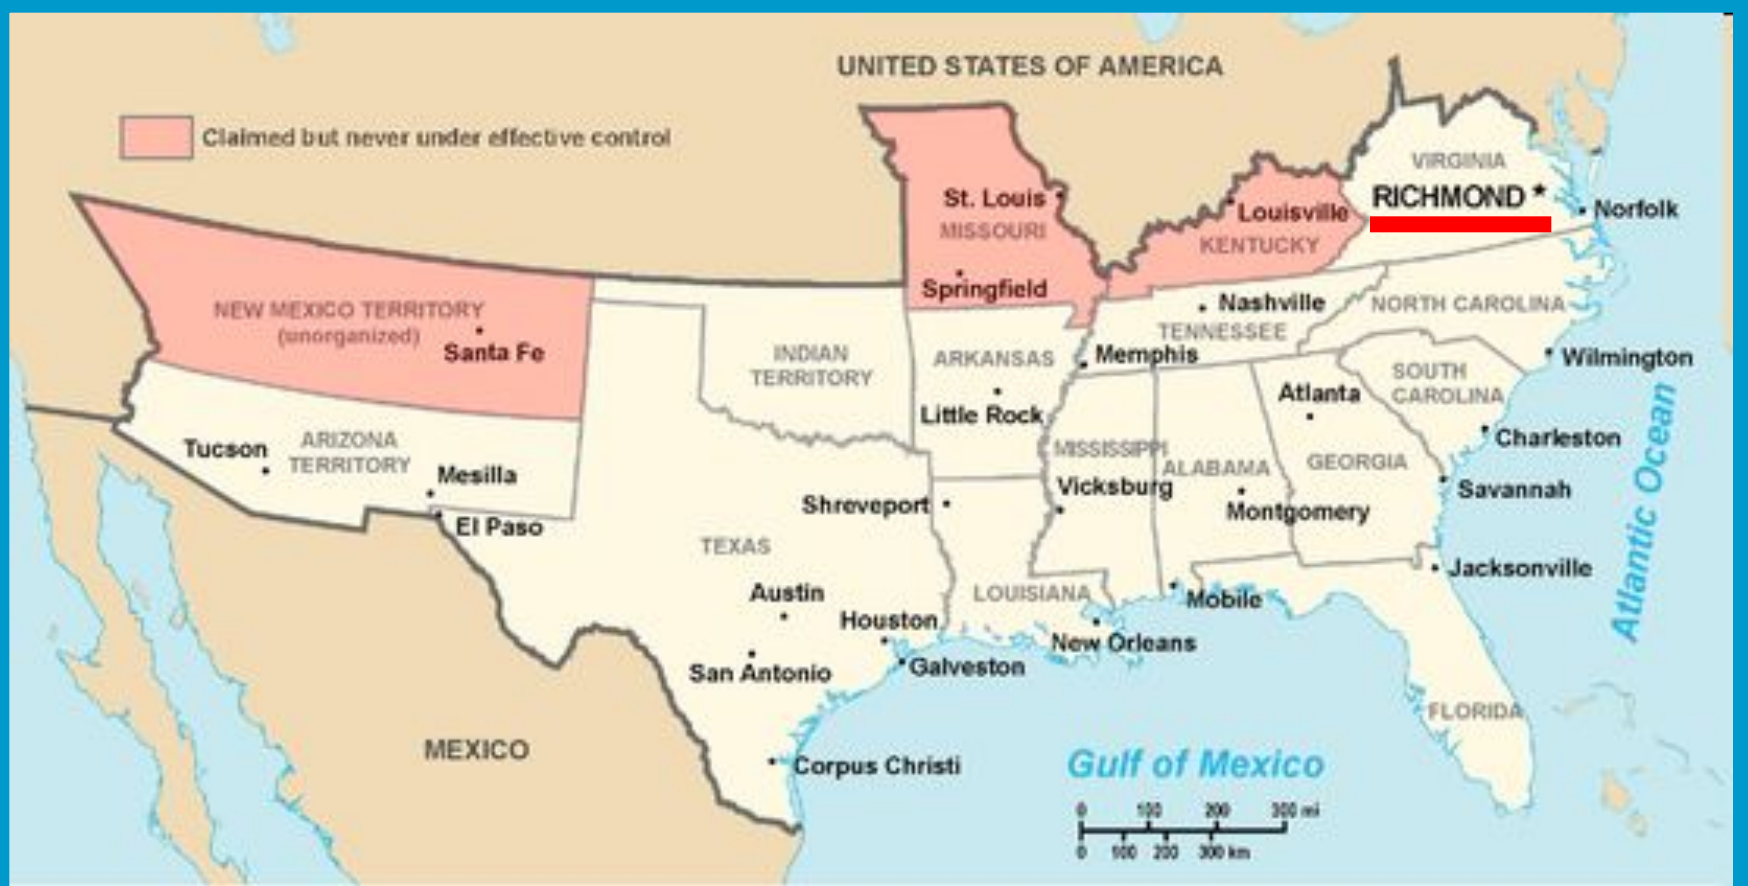 UNITED STATES OF AMERICA
Claimed but never under effective control
VIRGINIA
RICHMOND *
Norfolk
St. Louis
MISSOURI
Springfield
Louisville
KENTUCKY
NEW MEXICO TERRITORY
(unorganized)
Santa Fe
INDIAN
TERRITORY
ARKANSAS
Little Rock
Nashville
TENNESSEE
Memphis
NORTH CAROLINA
Wilmington
SOUTH
CAROLINA
Charleston
Atlanta
GEORGIA
Savannah
Tucson
ARIZONA
TERRITORY
Mesilla
El Paso
MISSISSIPPI
Vicksburg
ALABAMA
Montgomery
Shreveport
TEXAS
Austin
Houston
San Antonio
Galveston
LOUISIANA
New Orleans
Mobile
Jacksonville
Atlantic Ocean
FLORIDA
MEXICO
Corpus Christi
Gulf of Mexico
0 100 200 300 mi
0 100 200 300 km